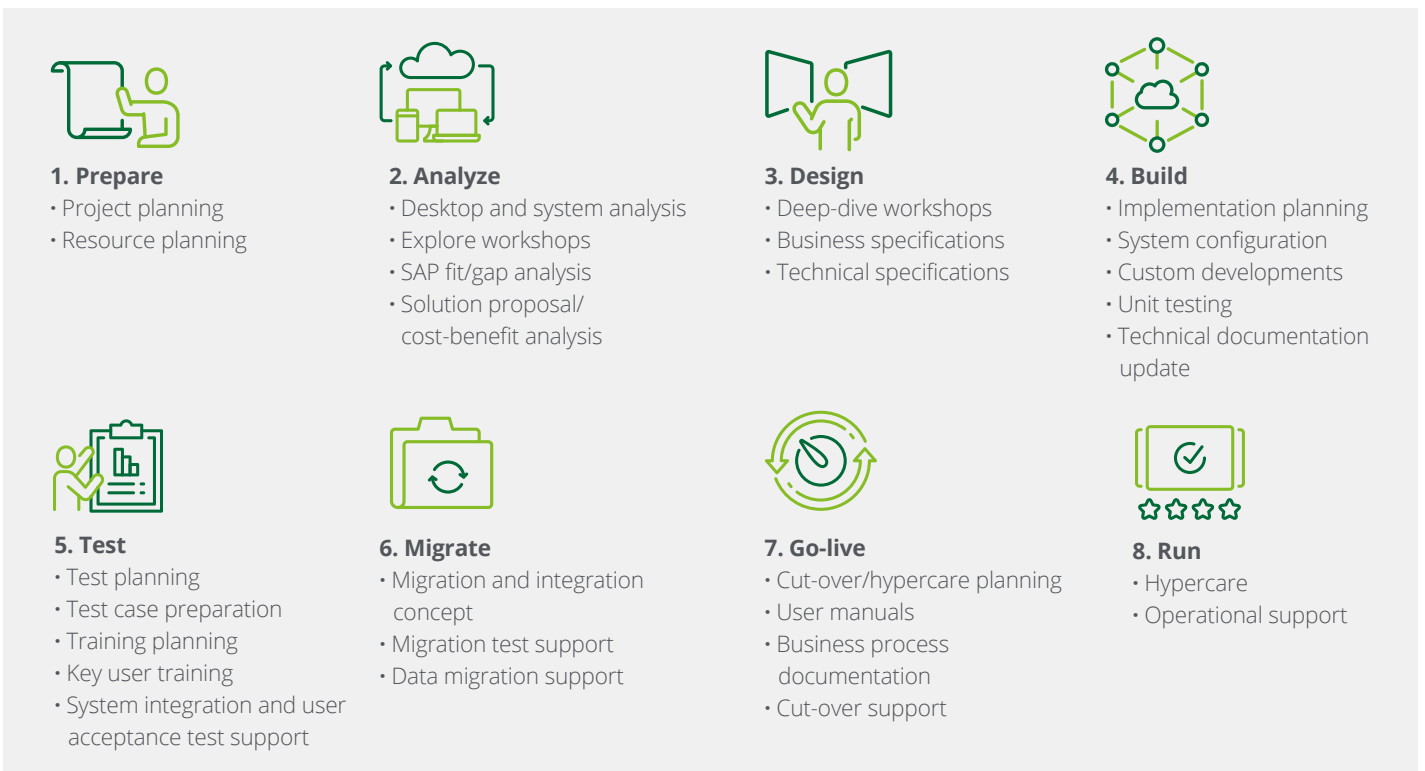 1. Prepare
• Project planning
• Resource planning
2. Analyze
• Desktop and system analysis
• Explore workshops
• SAP fit/gap analysis
• Solution proposal/
cost-benefit analysis
3. Design
• Deep-dive workshops
• Business specifications
• Technical specifications
4. Build
• Implementation planning
• System configuration
• Custom developments
• Unit testing
• Technical documentation
update
5. Test
• Test planning
• Test case preparation
• Training planning
• Key user training
• System integration and user
acceptance test support
6. Migrate
• Migration and integration
concept
• Migration test support
• Data migration support
7. Go-live
• Cut-over/hypercare planning
• User manuals
• Business process
documentation
• Cut-over support
8. Run
• Hypercare
• Operational support